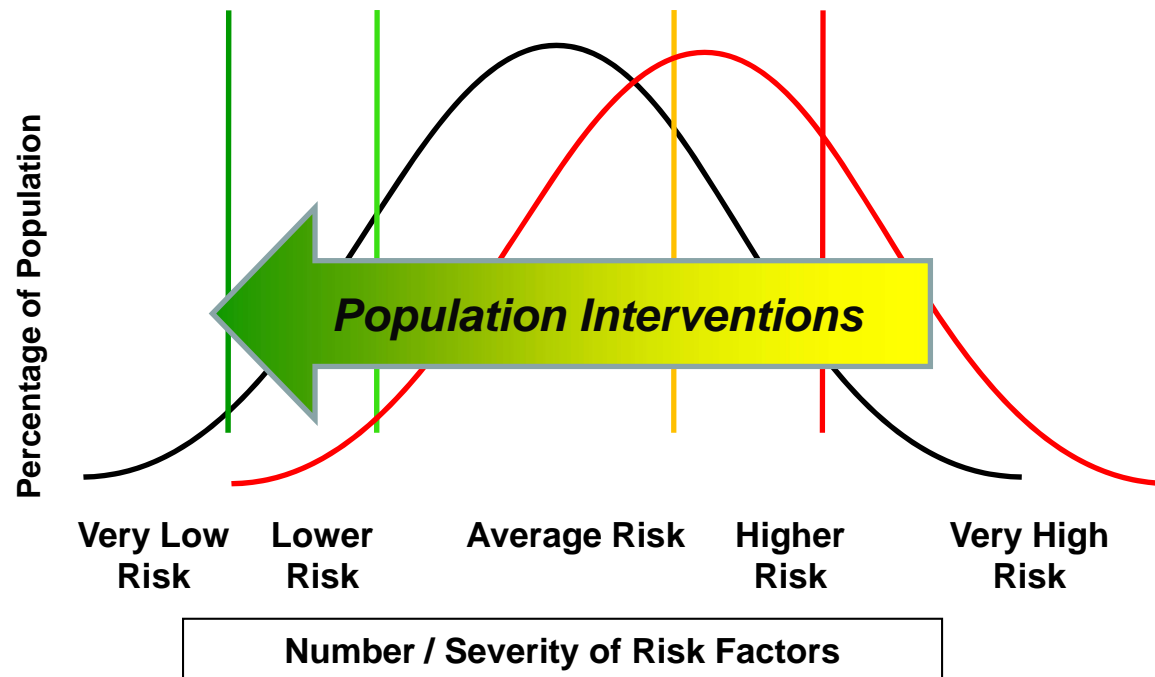 Percentage of Population
Population Interventions
Very Low
Risk
Lower
Risk
Average Risk
Higher
Risk
Very High
Risk
Number / Severity of Risk Factors